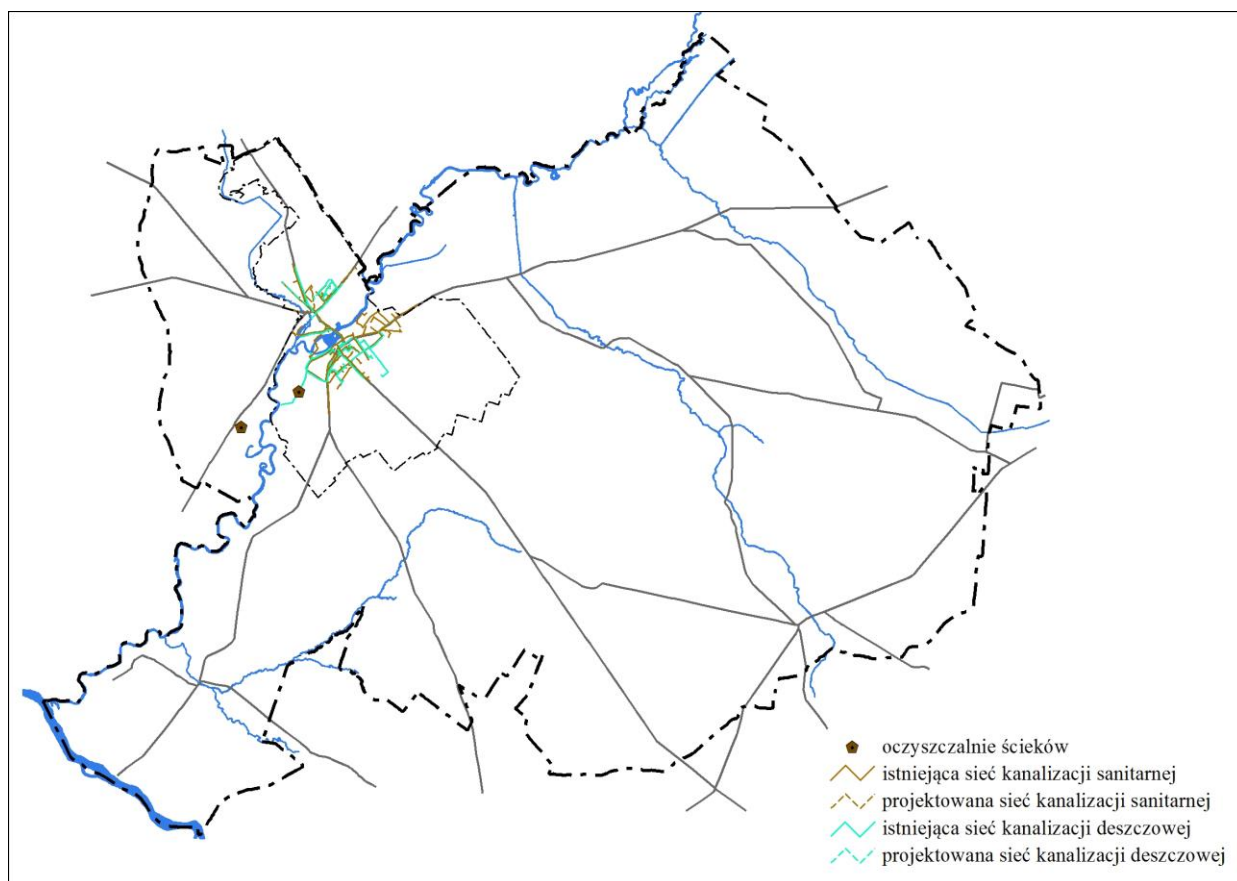 oczyszczalnie ścieków
istniejąca sieć kanalizacji sanitarnej
projektowana sieć kanalizacji sanitarnej
istniejąca sieć kanalizacji deszczowej
projektowana sieć kanalizacji deszczowej